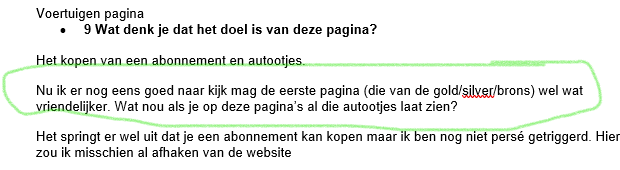 Voertuigen pagina
• 9 Wat denk je dat het doel is van deze pagina?
Het kopen van een abonnement en autootjes.
Nu ik er nog eens goed naar kijk mag de eerste pagina (die van de gold/silver/brons) wel wat
vriendelijker. Wat nou als je op deze pagina's al die autootjes laat zien?
Het springt er wel uit dat je een abonnement kan kopen maar ik ben nog niet persé getriggerd. Hier
zou ik misschien al afhaken van de website